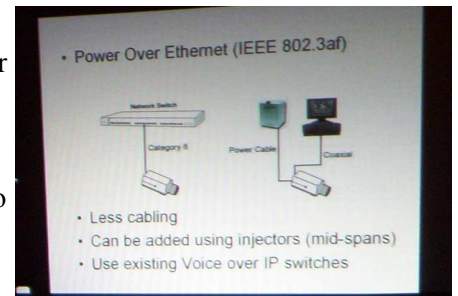 • Power Over Ethernet (IEEE 802.3af)
Network Switch
Category 5
Power Cable
Coaxial
• Less cabling
• Can be added using injectors (mid-spans)
• Use existing Voice over IP switches